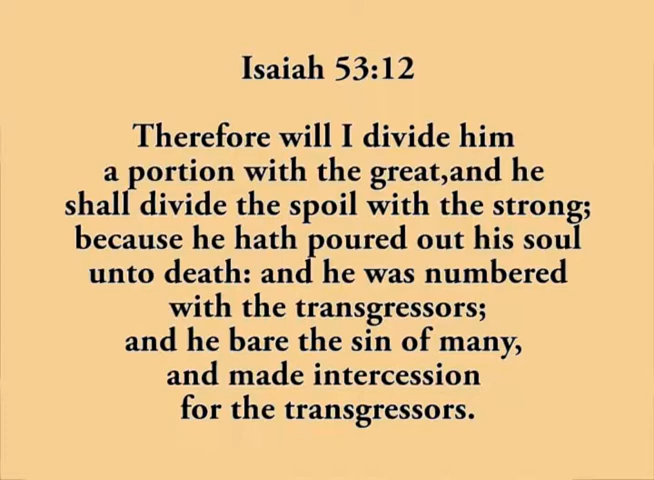 Isaiah 53:12
Therefore will I divide him
a portion with the great,and he
shall divide the spoil with the strong;
because he hath poured out his soul
unto death: and he was numbered
with the transgressors;
and he bare the sin of many,
and made intercession
for the transgressors.